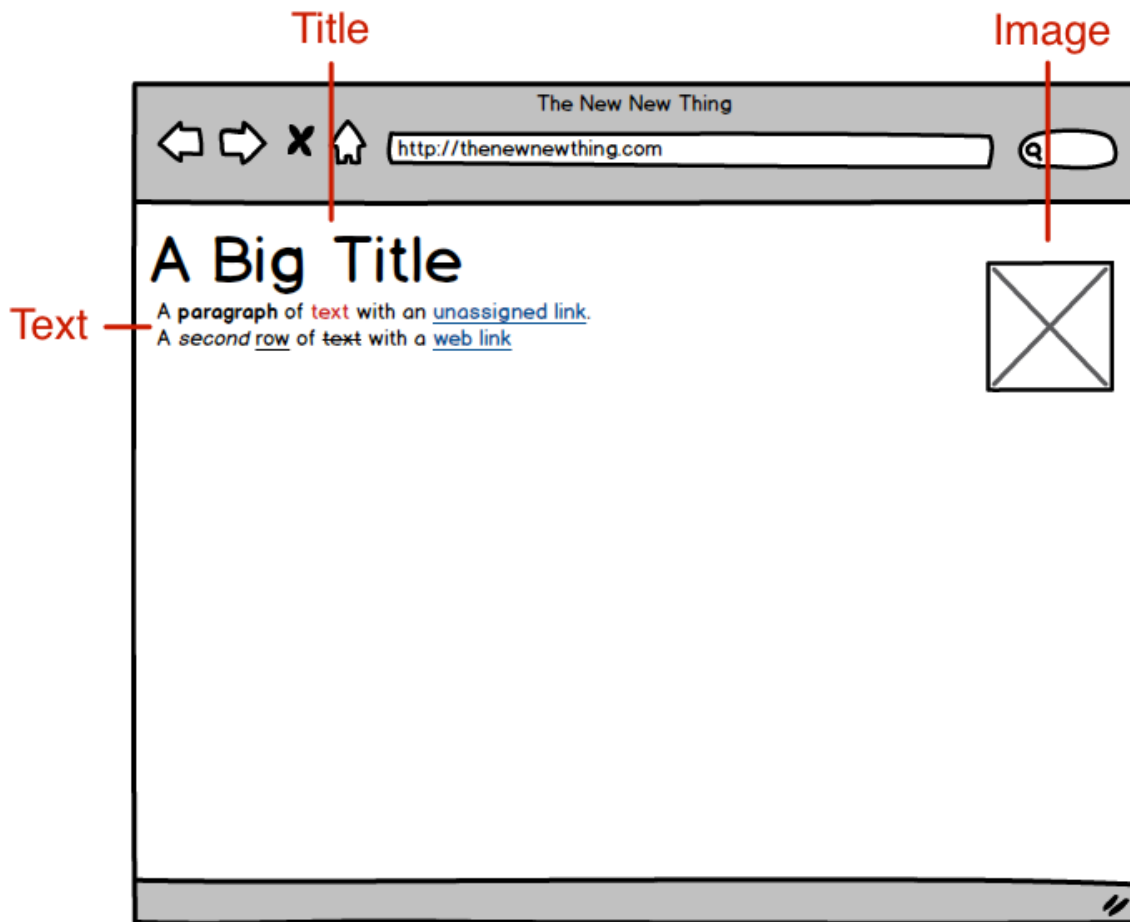 Title
Image
The New New Thing
http://thenewnewthing.com
A Big Title
Text
A paragraph of text with an unassigned link.
A second row of text with a web link